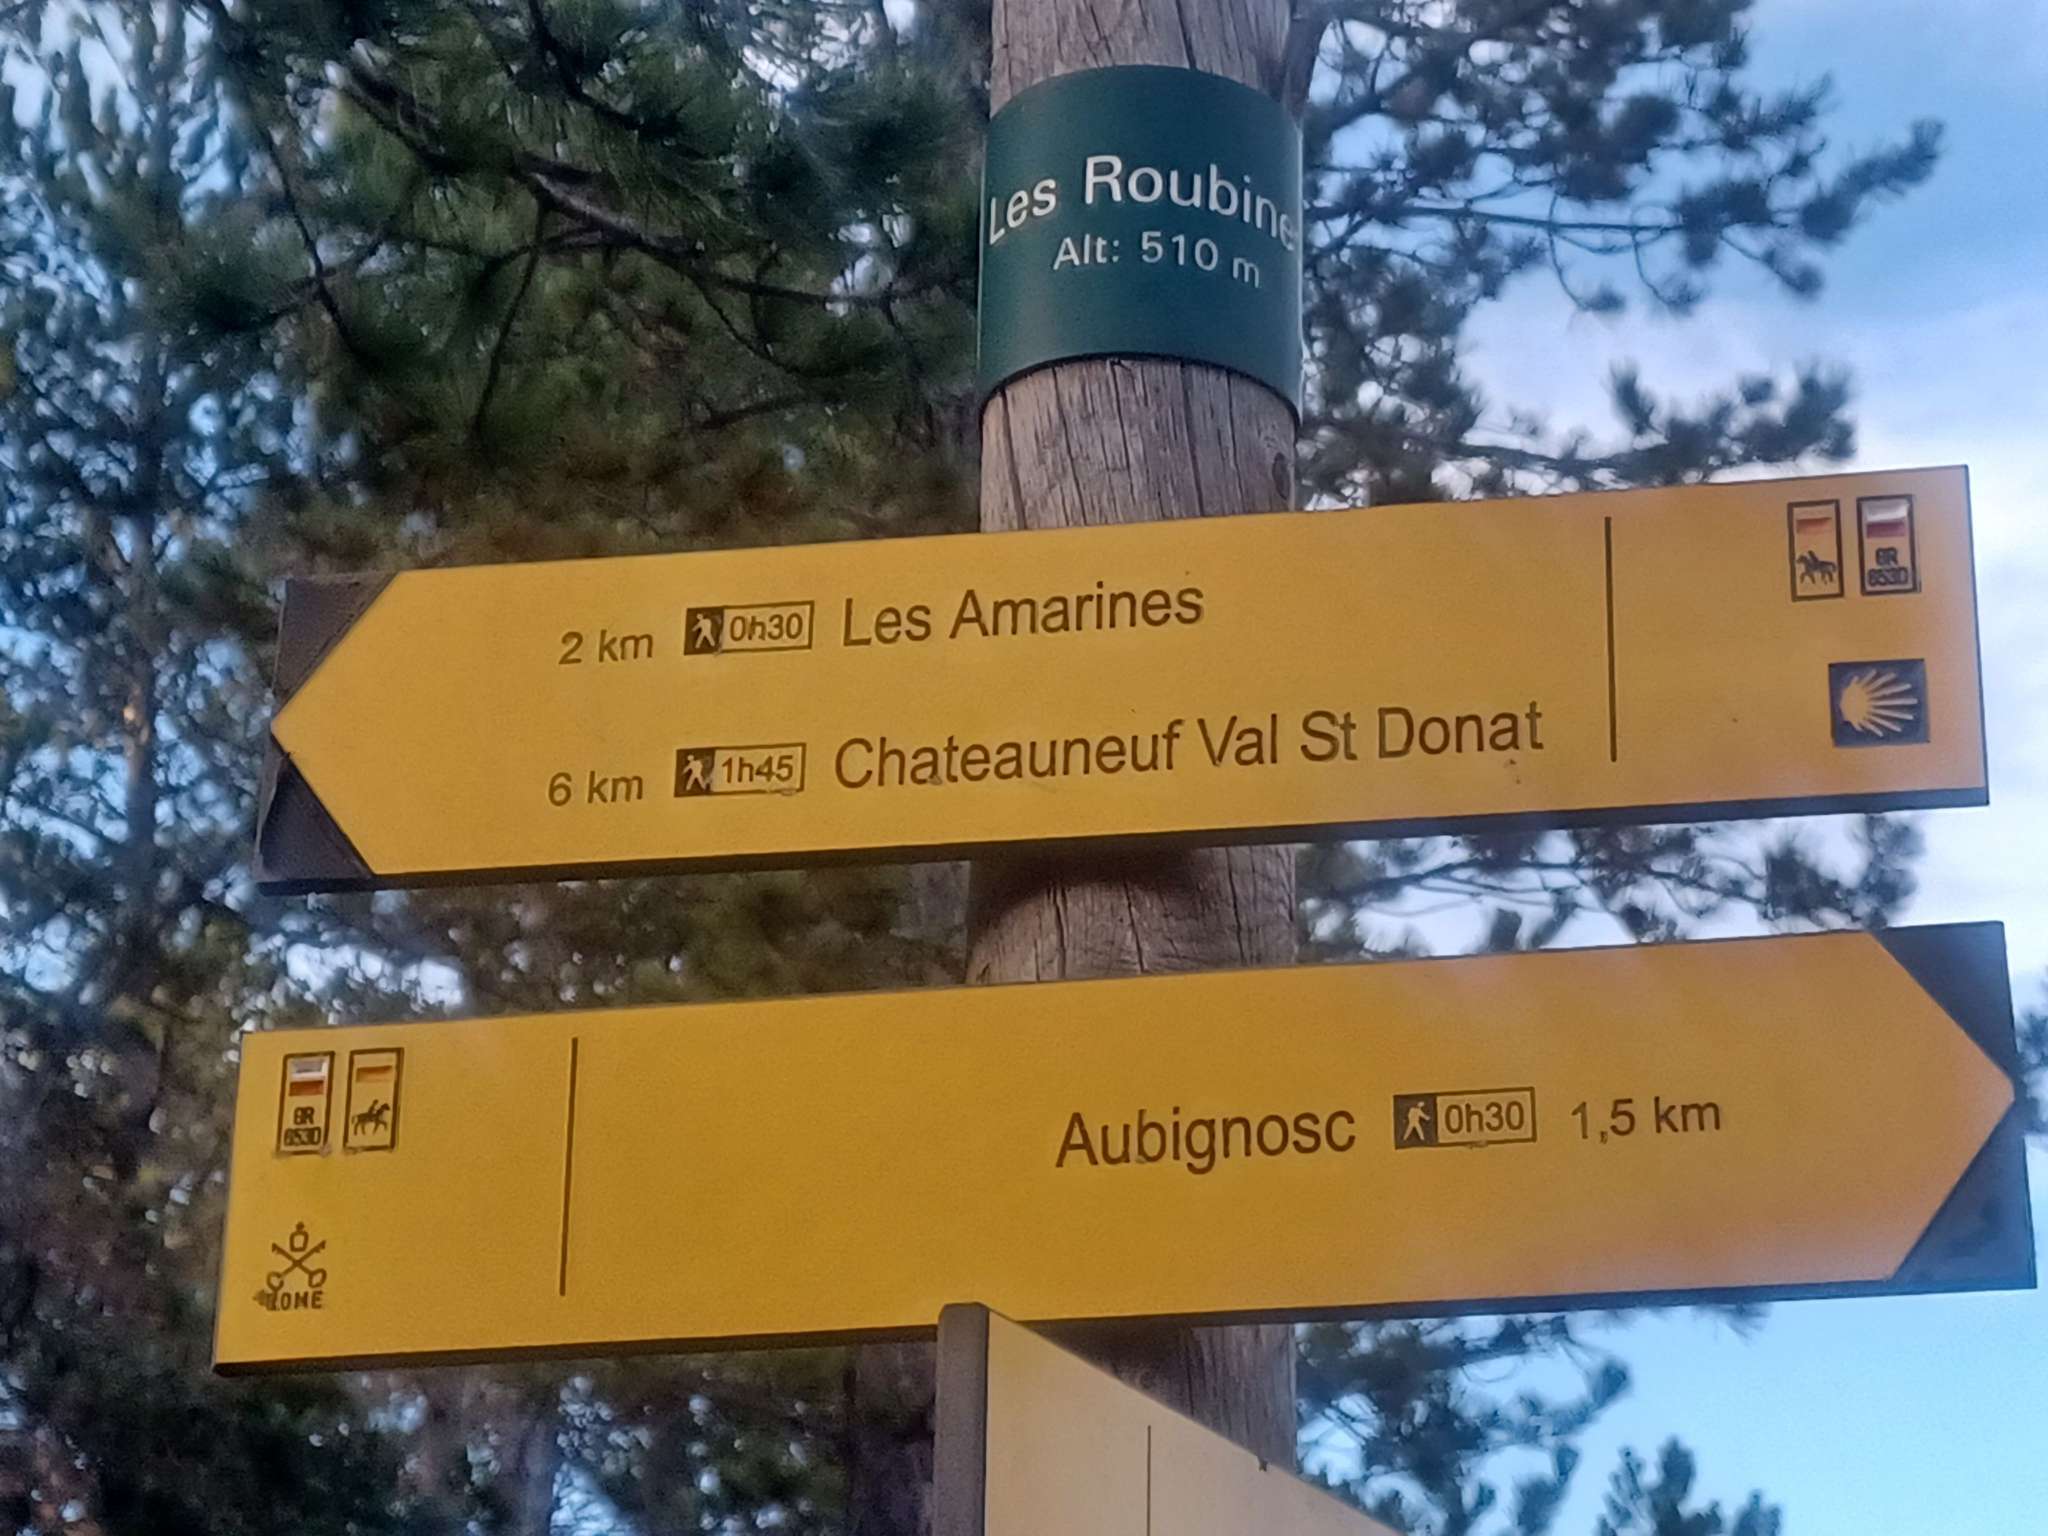 Les Roubine
Alt: 510 m
2 km 0h30 Les Amarines
6 km 1h45 Chateauneuf Val St Donat
GR
653D
Aubignosc 0h30 1,5 km
GR
653D
ROME